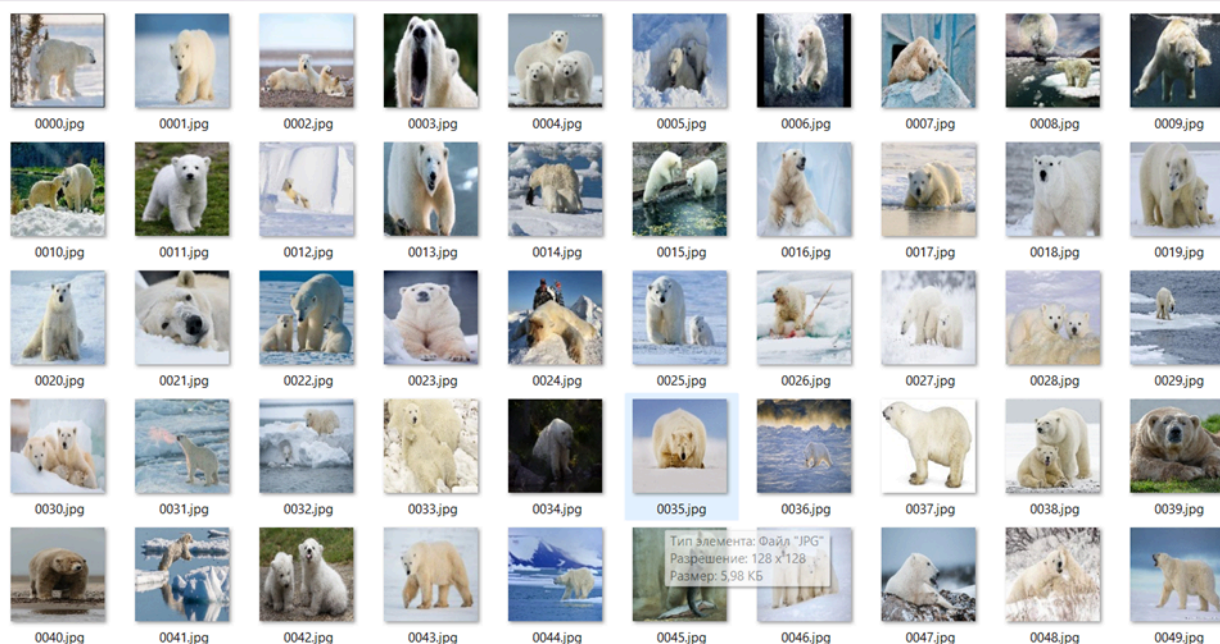 0000.jpg 0001.jpg 0002.jpg 0003.jpg 0004.jpg 0005.jpg 0006.jpg 0007.jpg 0008.jpg 0009.jpg
0010.jpg 0011.jpg 0012.jpg 0013.jpg 0014.jpg 0015.jpg 0016.jpg 0017.jpg 0018.jpg 0019.jpg
0020.jpg 0021.jpg 0022.jpg 0023.jpg 0024.jpg 0025.jpg 0026.jpg 0027.jpg 0028.jpg 0029.jpg
0030.jpg 0031.jpg 0032.jpg 0033.jpg 0034.jpg 0035.jpg 0036.jpg 0037.jpg 0038.jpg 0039.jpg
Тип элемента: Файл "JPG"
Разрешение: 128 x 128
Размер: 5,98 КБ
0040.jpg 0041.jpg 0042.jpg 0043.jpg 0044.jpg 0045.jpg 0046.jpg 0047.jpg 0048.jpg 0049.jpg